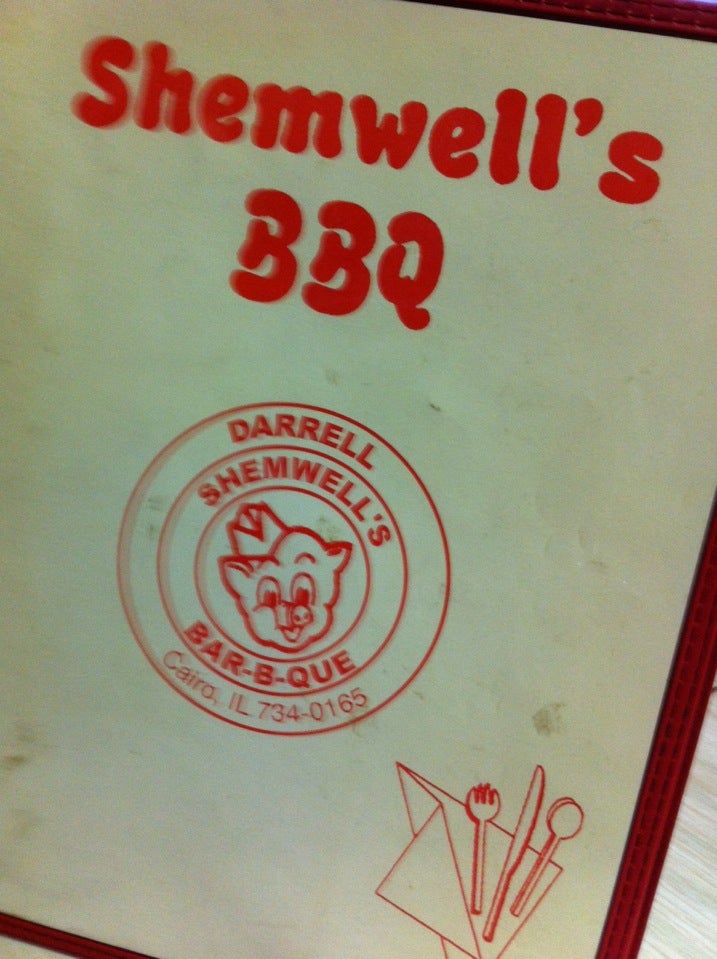 Shemwell's
BBQ
DARRELL
SHEMWELL'S
BAR-B-QUE
Cairo, IL 734-0165